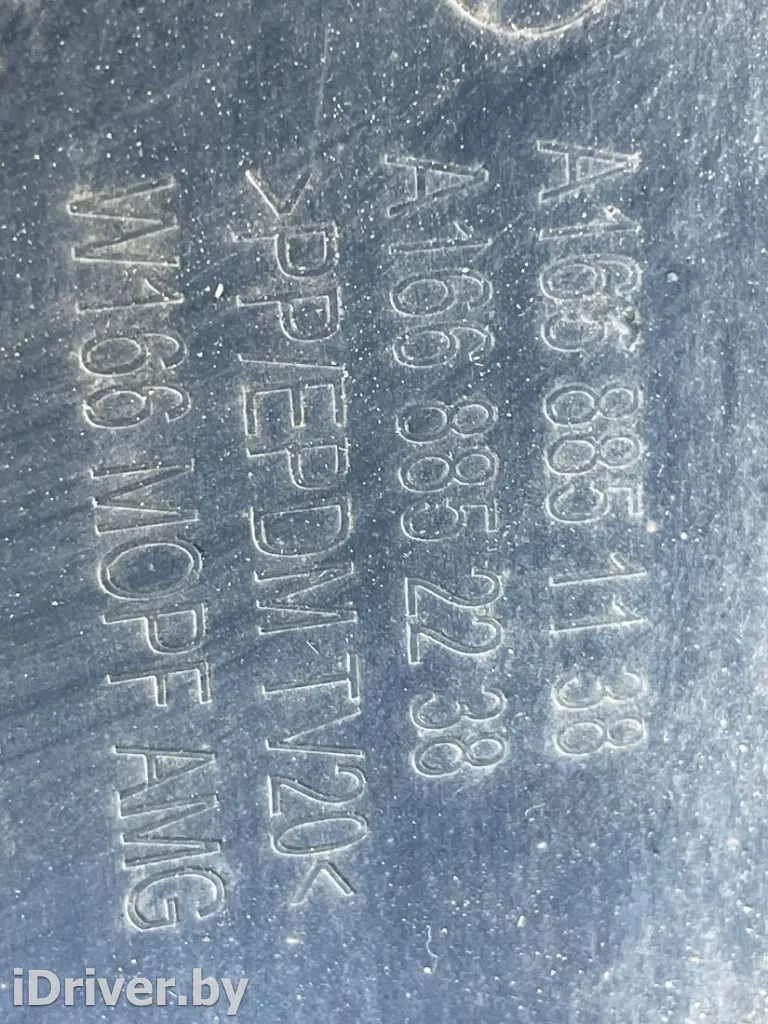 A166 885 11 38
A166 885 22 38
>PP/EPDM-TV20<
W166 MOPF AMG
iDriver.by